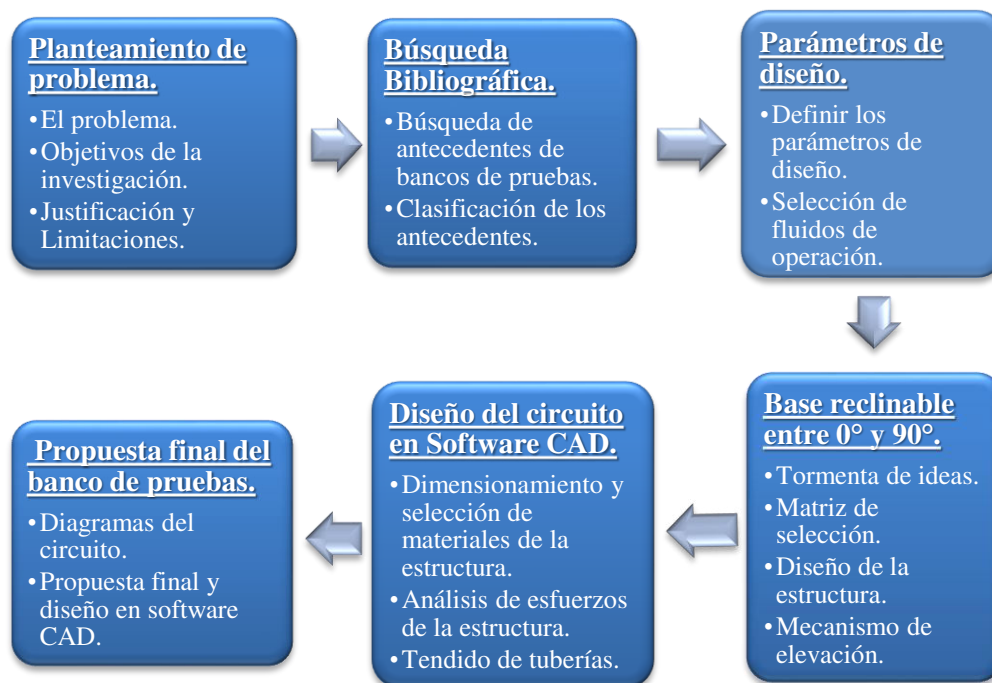 Planteamiento de
problema.
•El problema.
•Objetivos de la
investigación.
•Justificación y
Limitaciones.
Búsqueda
Bibliográfica.
•Búsqueda de
antecedentes de
bancos de pruebas.
•Clasificación de los
antecedentes.
Parámetros de
diseño.
•Definir los
parámetros de
diseño.
•Selección de
fluidos de
operación.
Base reclinable
entre 0° y 90°.
•Tormenta de ideas.
•Matriz de
selección.
•Diseño de la
estructura.
•Mecanismo de
elevación.
Diseño del circuito
en Software CAD.
•Dimensionamiento y
selección de
materiales de la
estructura.
•Análisis de esfuerzos
de la estructura.
•Tendido de tuberías.
Propuesta final del
banco de pruebas.
•Diagramas del
circuito.
•Propuesta final y
diseño en software
CAD.